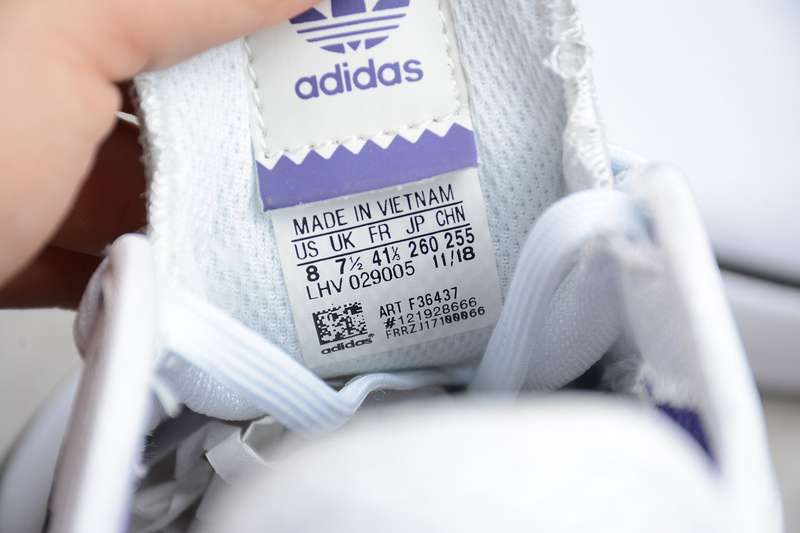 adidas
MADE IN VIETNAM
US UK FR JP CHN
8 7½ 41⅓ 260 255
LHV 029005 11/18
ART F36437
#121928666
FRRZJ17100066
adidas